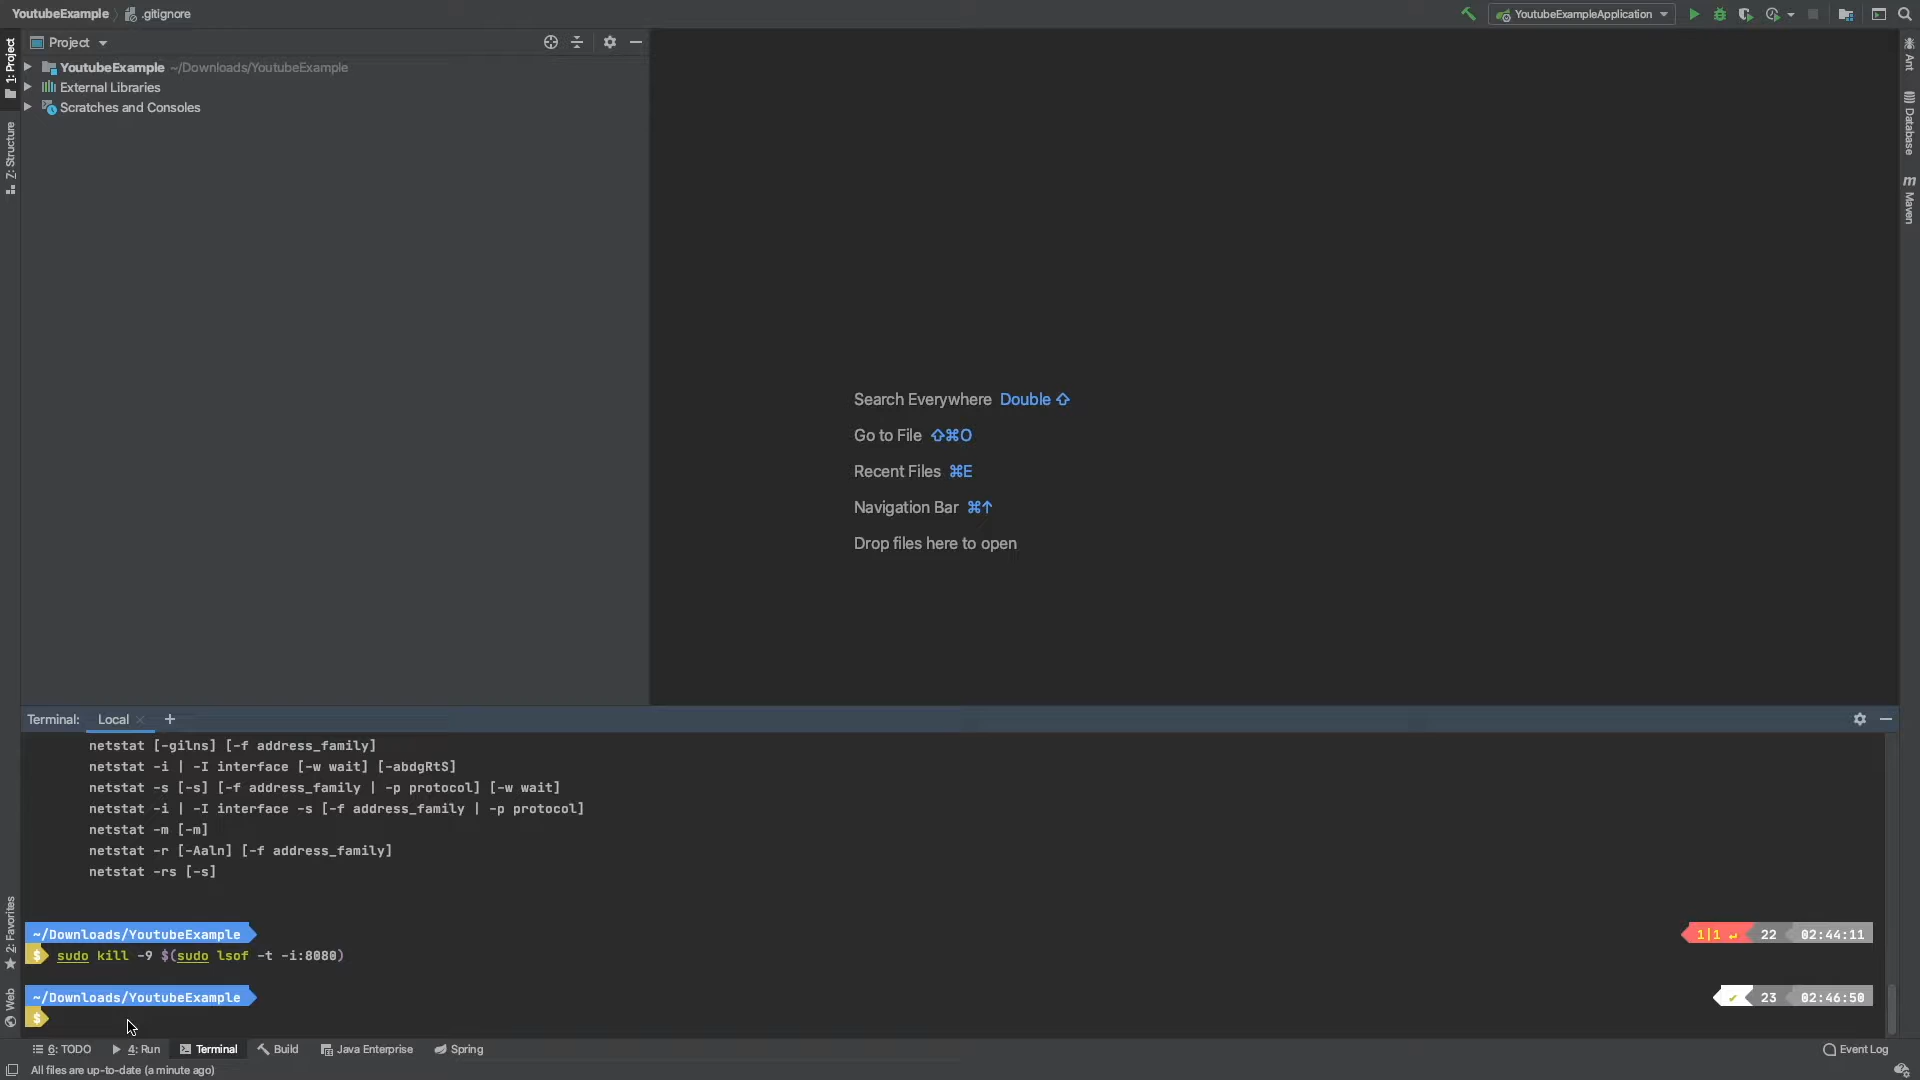 YoutubeExample .gitignore YoutubeExampleApplication
Project
YoutubeExample ~/Downloads/YoutubeExample
External Libraries
Scratches and Consoles
1: Project
Z: Structure
2: Favorites
Web
Ant
Database
Maven
Search Everywhere Double ⇧
Go to File ⇧⌘O
Recent Files ⌘E
Navigation Bar ⌘↑
Drop files here to open
Terminal: Local × +
netstat [-gilns] [-f address_family]
netstat -i | -I interface [-w wait] [-abdgRtS]
netstat -s [-s] [-f address_family | -p protocol] [-w wait]
netstat -i | -I interface -s [-f address_family | -p protocol]
netstat -m [-m]
netstat -r [-Aaln] [-f address_family]
netstat -rs [-s]
~/Downloads/YoutubeExample 1|1 ↵ 22 02:44:11
$ sudo kill -9 $(sudo lsof -t -i:8080)
~/Downloads/YoutubeExample ✔ 23 02:46:50
$
6: TODO 4: Run Terminal Build Java Enterprise Spring Event Log
All files are up-to-date (a minute ago)